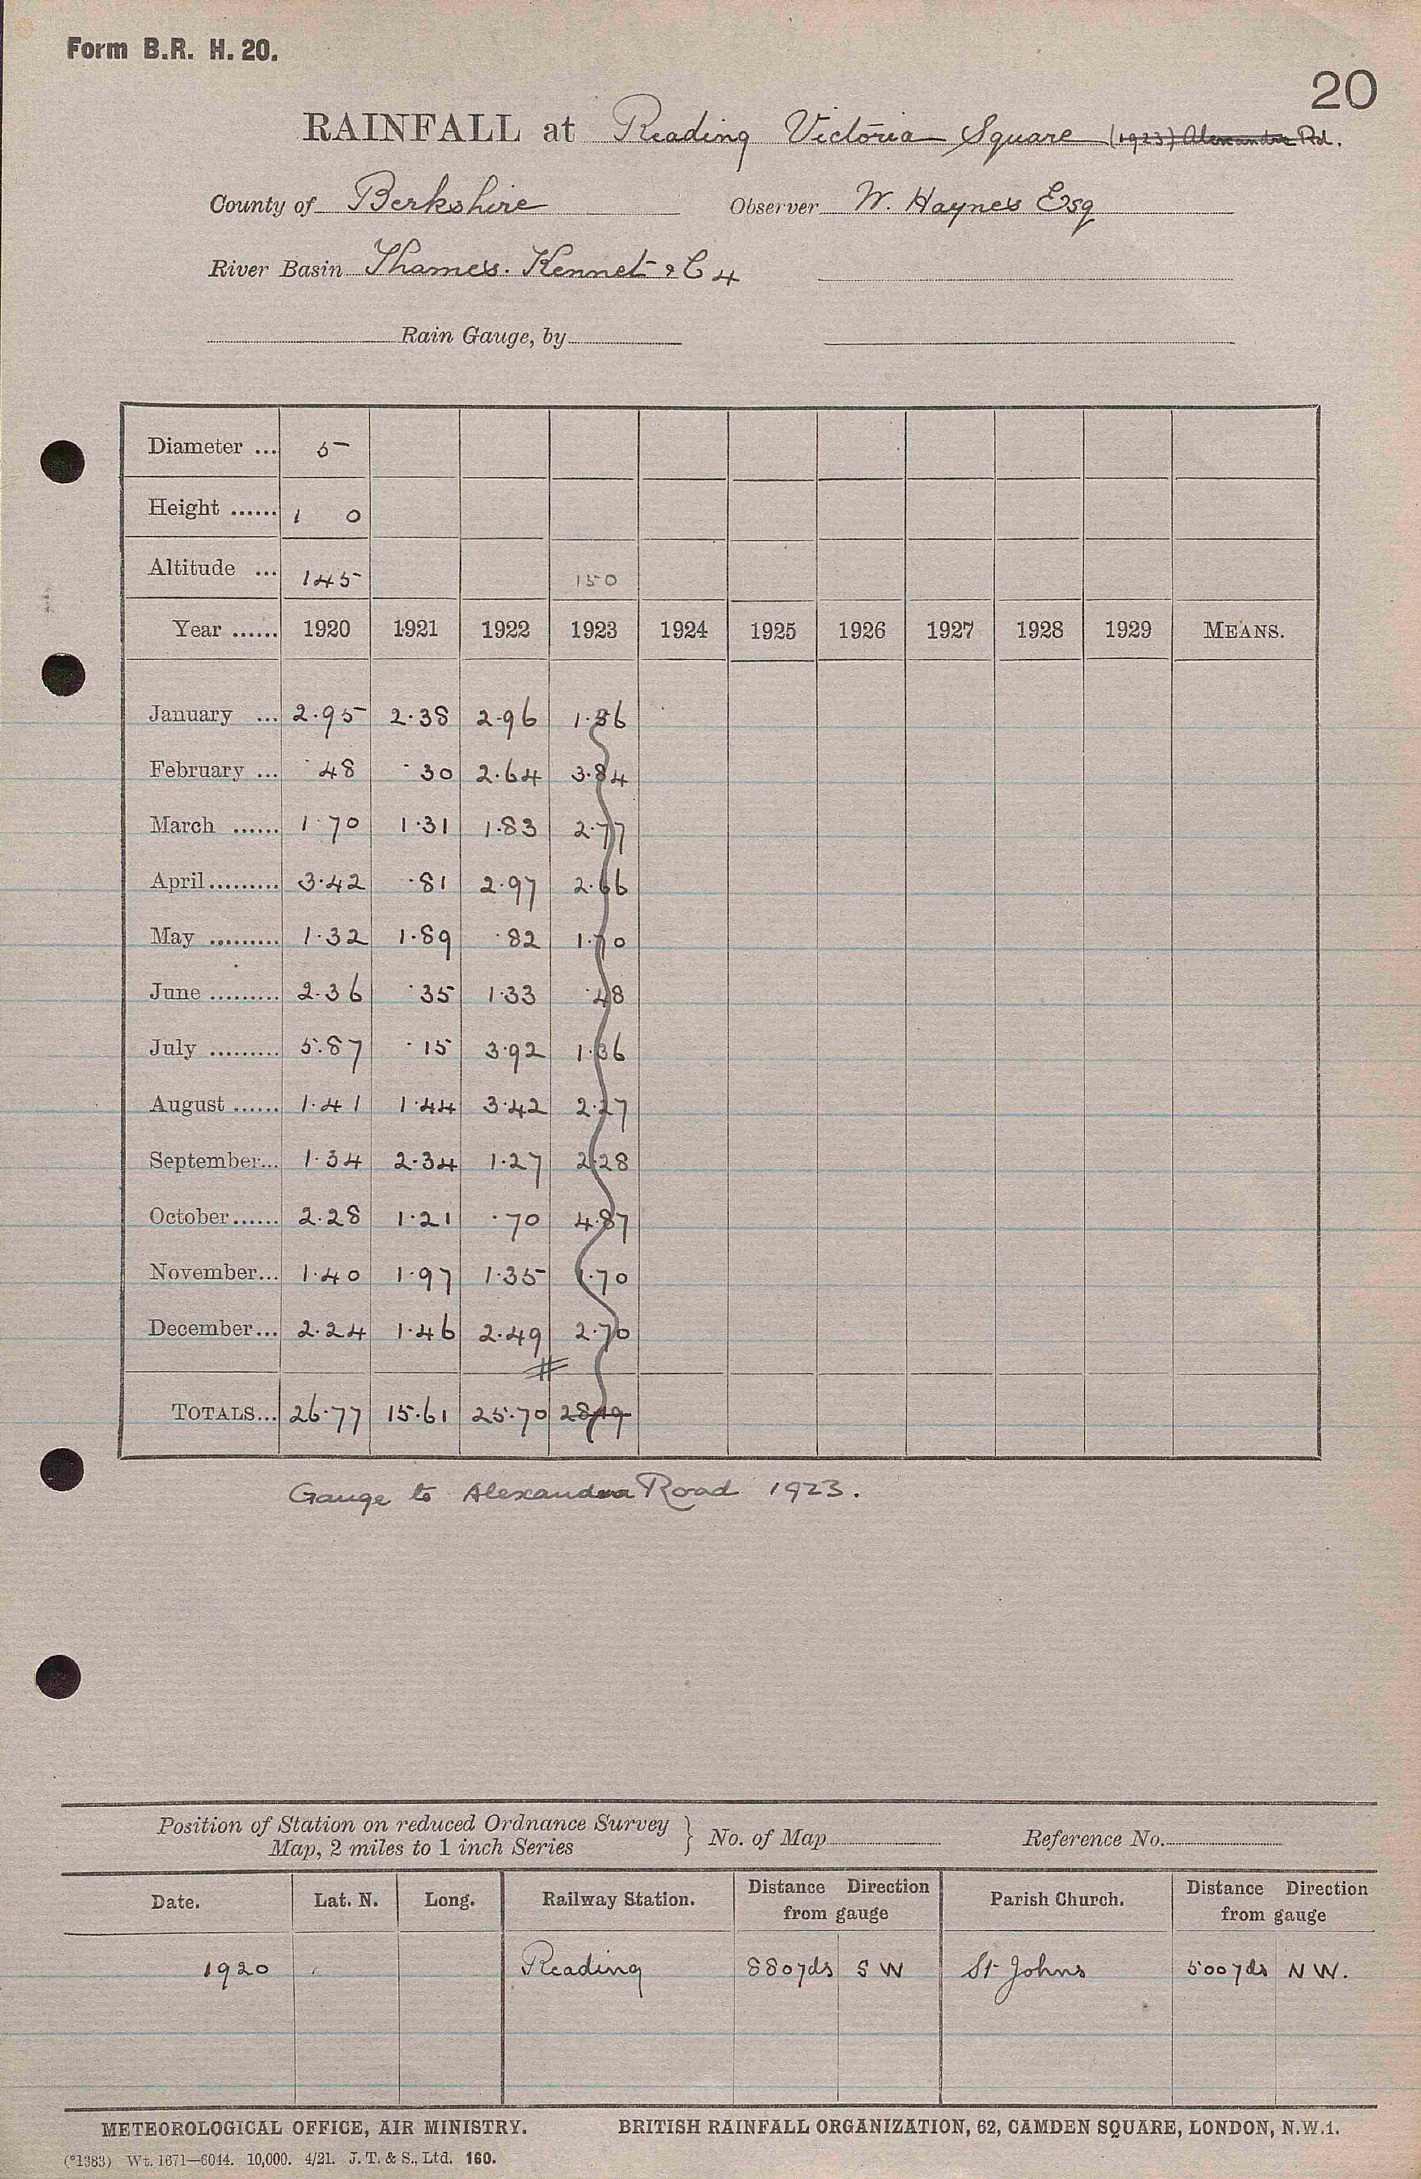 Form B.R. H. 20.
20
RAINFALL at Reading Victoria Square (1923) Alexandra Rd.
County of Berkshire Observer W. Haynes Esq
River Basin Thames. Kennet & C 4
Rain Gauge, by
Diameter ... 5
Height ...... 1 0
Altitude ... 145 150
Year ...... 1920 1921 1922 1923 1924 1925 1926 1927 1928 1929 MEANS.
January ... 2.95 2.38 2.96 1.36
February ... .48 .30 2.64 3.84
March ...... 1.70 1.31 1.83 2.77
April ......... 3.42 .81 2.97 2.66
May ......... 1.32 1.89 .82 1.70
June ......... 2.36 .35 1.33 .48
July ......... 5.87 .15 3.92 1.36
August ...... 1.41 1.44 3.42 2.27
September... 1.34 2.34 1.27 2.28
October ...... 2.28 1.21 .70 4.87
November... 1.40 1.97 1.35 1.70
December... 2.24 1.46 2.49 2.70
TOTALS... 26.77 15.61 25.70
Gauge to Alexandra Road 1923.
Position of Station on reduced Ordnance Survey
Map, 2 miles to 1 inch Series } No. of Map Reference No.
Date. Lat. N. Long. Railway Station. Distance Direction from gauge Parish Church. Distance Direction from gauge
1920 Reading 880yds SW St Johns 500yds NW.
METEOROLOGICAL OFFICE, AIR MINISTRY. BRITISH RAINFALL ORGANIZATION, 62, CAMDEN SQUARE, LONDON, N.W.1.
(*1383) Wt. 1671—6044. 10,000. 4/21. J. T. & S., Ltd. 160.